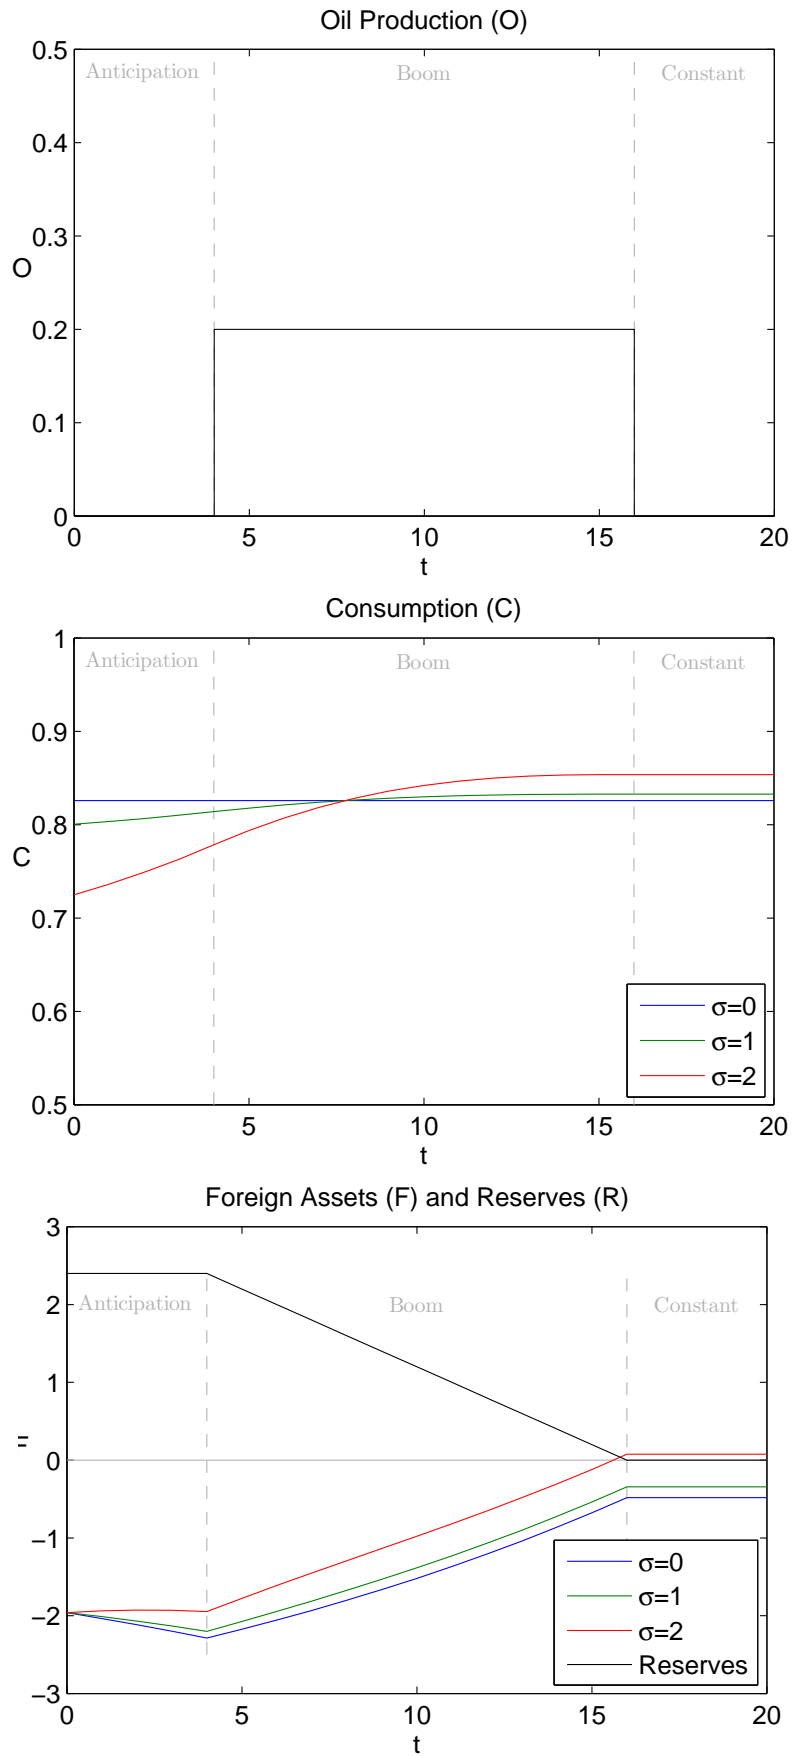 Oil Production (O)
0.5
Anticipation
Boom
Constant
0.4
0.3
O
0.2
0.1
0
0
5
10
15
20
t
Consumption (C)
1
Anticipation
Boom
Constant
0.9
0.8
C
0.7
0.6
0.5
σ=0
σ=1
σ=2
0
5
10
15
20
t
Foreign Assets (F) and Reserves (R)
3
2
Anticipation
Boom
Constant
1
0
−1
−2
−3
σ=0
σ=1
σ=2
Reserves
0
5
10
15
20
t